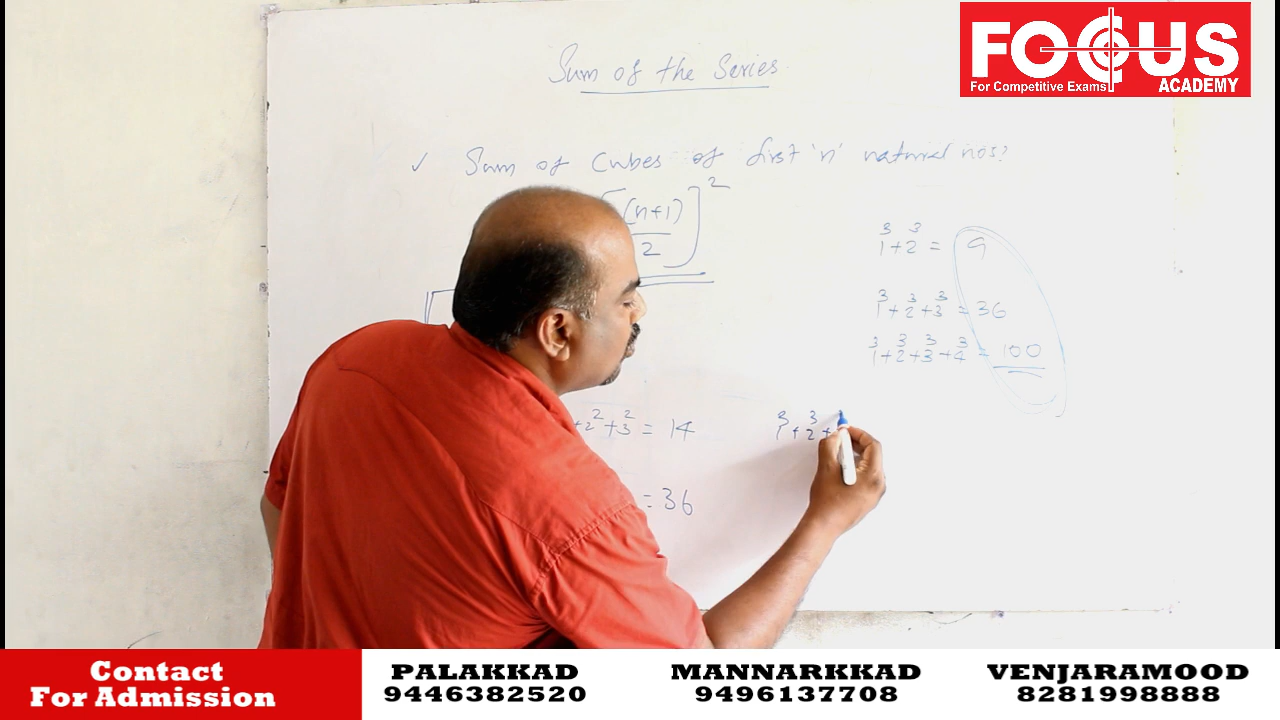 FOCUS
For Competitive Exams ACADEMY
Sum of the Series
✓ Sum of Cubes of first 'n' natural nos?
(n+1) ]²
2
1³+2³ = 9
1³+2³+3³ = 36
1³+2³+3³+4³ = 100
+2²+3² = 14
1³+2³+
= 36
Contact
For Admission
PALAKKAD
9446382520
MANNARKKAD
9496137708
VENJARAMOOD
8281998888